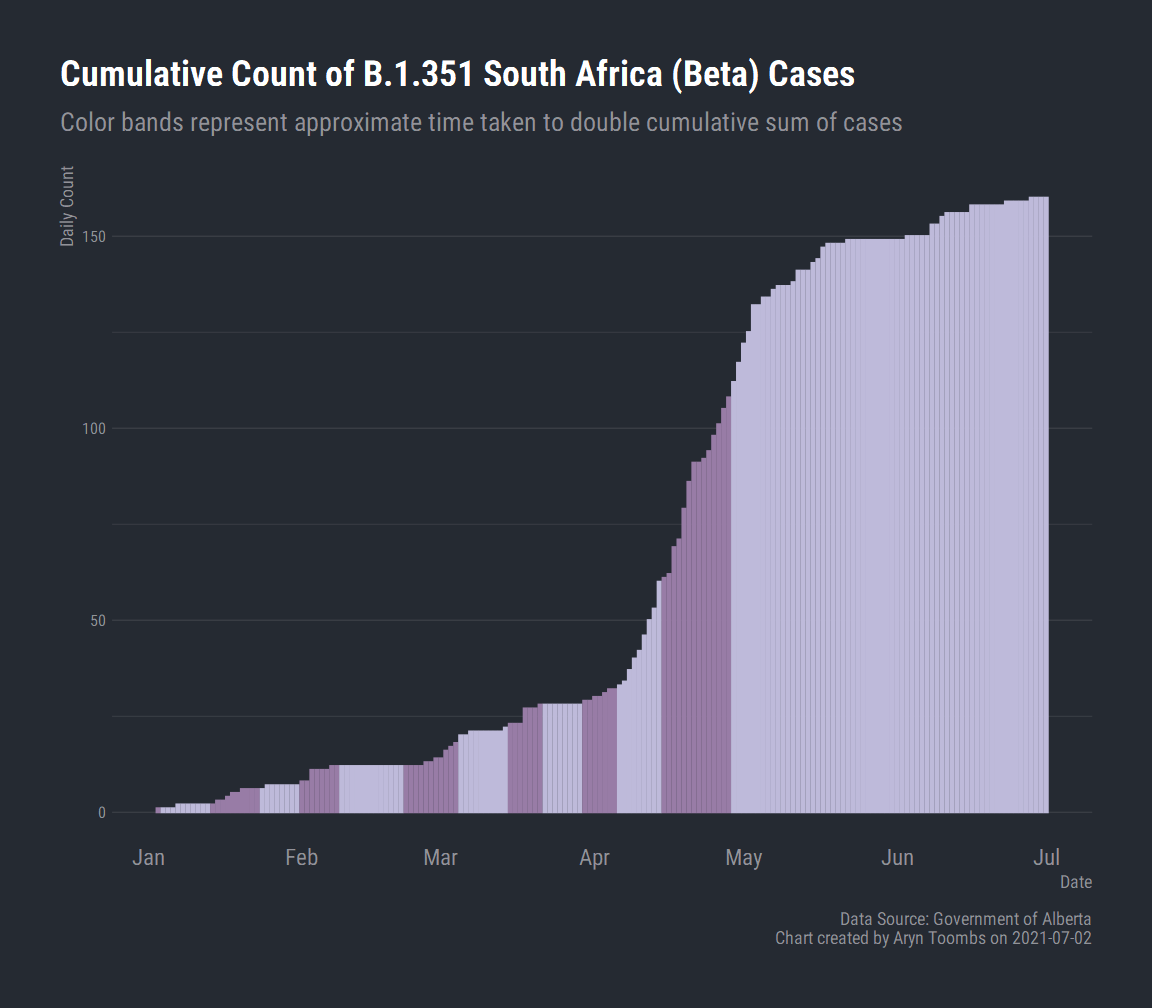 Cumulative Count of B.1.351 South Africa (Beta) Cases
Color bands represent approximate time taken to double cumulative sum of cases
Daily Count
150
100
50
0
Jan Feb Mar Apr May Jun Jul
Date
Data Source: Government of Alberta
Chart created by Aryn Toombs on 2021-07-02